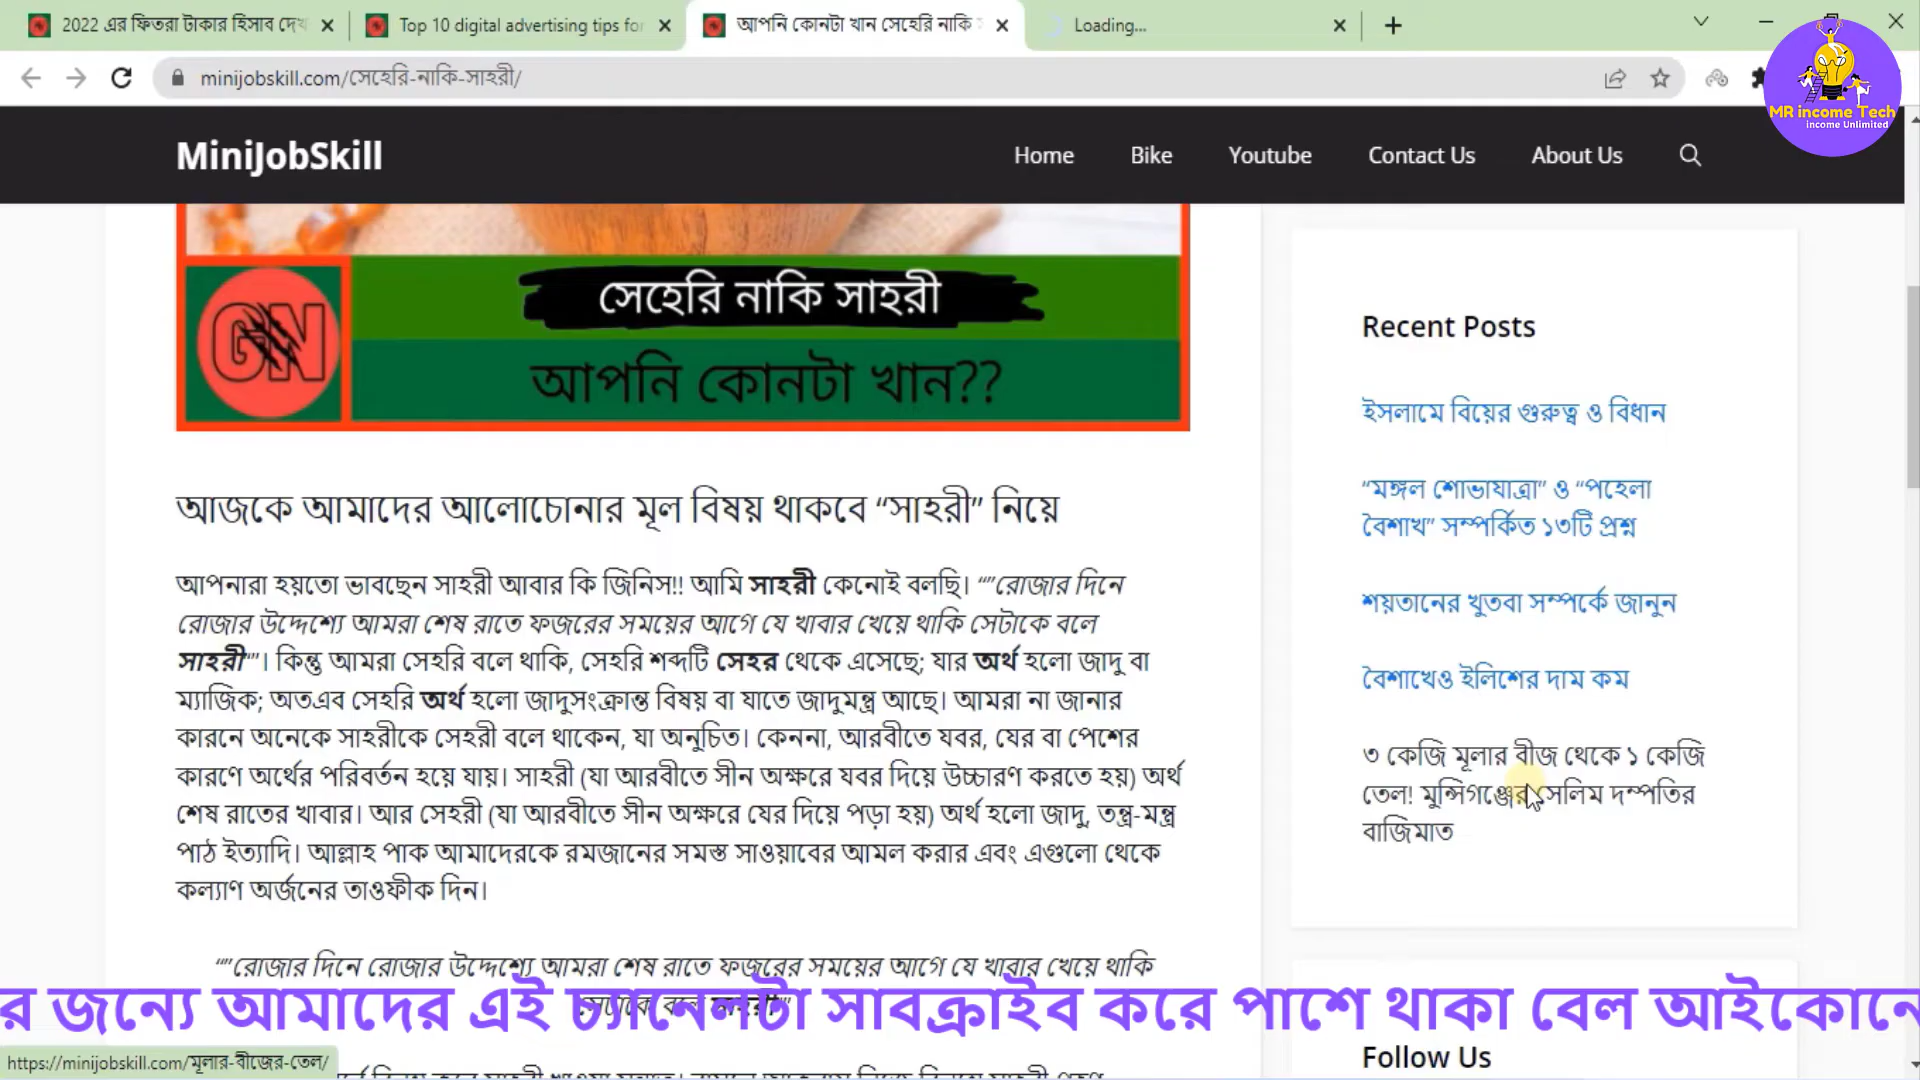 2022 এর ফিতরা টাকার হিসাব দেখ
Top 10 digital advertising tips for
আপনি কোনটা খান সেহেরি নাকি
Loading...
minijobskill.com/সেহেরি-নাকি-সাহরী/
MR income Tech
income Unlimited
MiniJobSkill
Home
Bike
Youtube
Contact Us
About Us
সেহেরি নাকি সাহরী
GN
আপনি কোনটা খান??
আজকে আমাদের আলোচোনার মূল বিষয় থাকবে “সাহরী” নিয়ে
আপনারা হয়তো ভাবছেন সাহরী আবার কি জিনিস!! আমি সাহরী কেনোই বলছি। “”রোজার দিনে
রোজার উদ্দেশ্যে আমরা শেষ রাতে ফজরের সময়ের আগে যে খাবার খেয়ে থাকি সেটাকে বলে
সাহরী“”। কিন্তু আমরা সেহরি বলে থাকি, সেহরি শব্দটি সেহর থেকে এসেছে; যার অর্থ হলো জাদু বা
ম্যাজিক; অতএব সেহরি অর্থ হলো জাদুসংক্রান্ত বিষয় বা যাতে জাদুমন্ত্র আছে। আমরা না জানার
কারনে অনেকে সাহরীকে সেহরী বলে থাকেন, যা অনুচিত। কেননা, আরবীতে যবর, যের বা পেশের
কারণে অর্থের পরিবর্তন হয়ে যায়। সাহরী (যা আরবীতে সীন অক্ষরে যবর দিয়ে উচ্চারণ করতে হয়) অর্থ
শেষ রাতের খাবার। আর সেহরী (যা আরবীতে সীন অক্ষরে যের দিয়ে পড়া হয়) অর্থ হলো জাদু, তন্ত্র-মন্ত্র
পাঠ ইত্যাদি। আল্লাহ পাক আমাদেরকে রমজানের সমস্ত সাওয়াবের আমল করার এবং এগুলো থেকে
কল্যাণ অর্জনের তাওফীক দিন।
“”রোজার দিনে রোজার উদ্দেশ্যে আমরা শেষ রাতে ফজরের সময়ের আগে যে খাবার খেয়ে থাকি
Recent Posts
ইসলামে বিয়ের গুরুত্ব ও বিধান
“মঙ্গল শোভাযাত্রা” ও “পহেলা
বৈশাখ” সম্পর্কিত ১৩টি প্রশ্ন
শয়তানের খুতবা সম্পর্কে জানুন
বৈশাখেও ইলিশের দাম কম
৩ কেজি মূলার বীজ থেকে ১ কেজি
তেল! মুন্সিগঞ্জের সেলিম দম্পতির
বাজিমাত
র জন্যে আমাদের এই চ্যানেলটা সাবক্রাইব করে পাশে থাকা বেল আইকোনে
Follow Us
https://minijobskill.com/মূলার-বীজের-তেল/